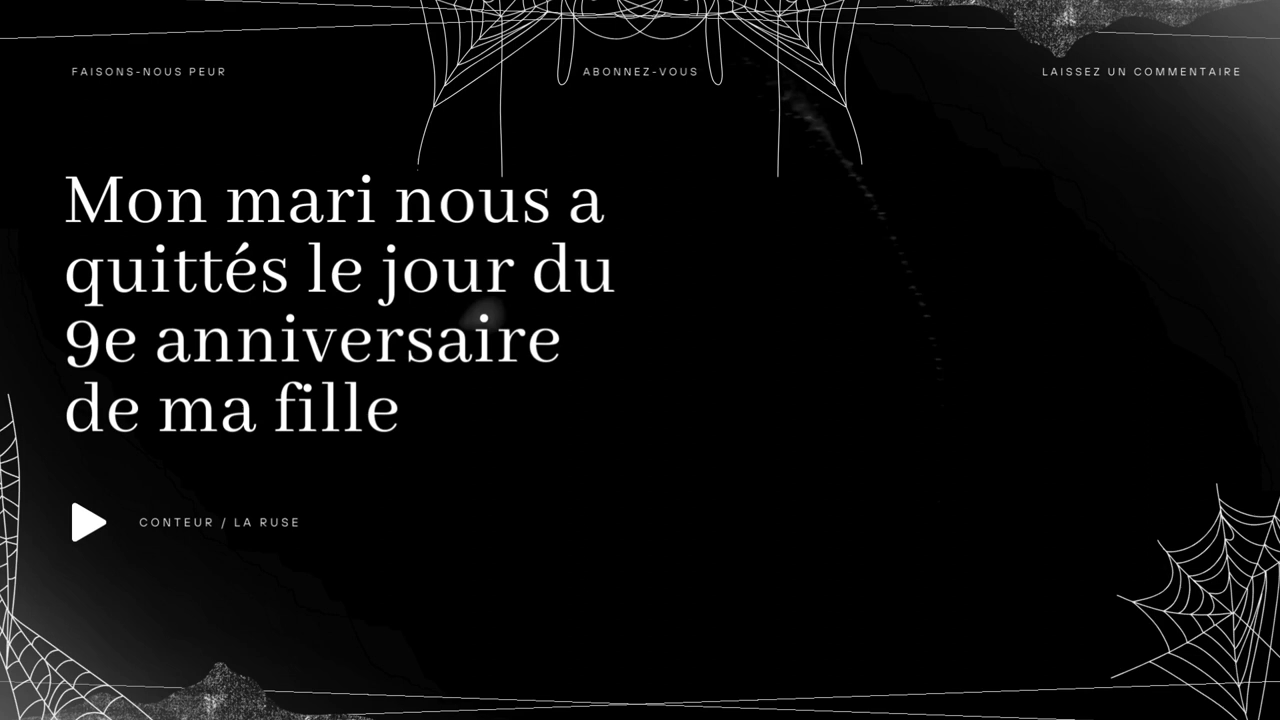 FAISONS-NOUS PEUR
ABONNEZ-VOUS
LAISSEZ UN COMMENTAIRE
Mon mari nous a
quittés le jour du
9e anniversaire
de ma fille
CONTEUR / LA RUSE